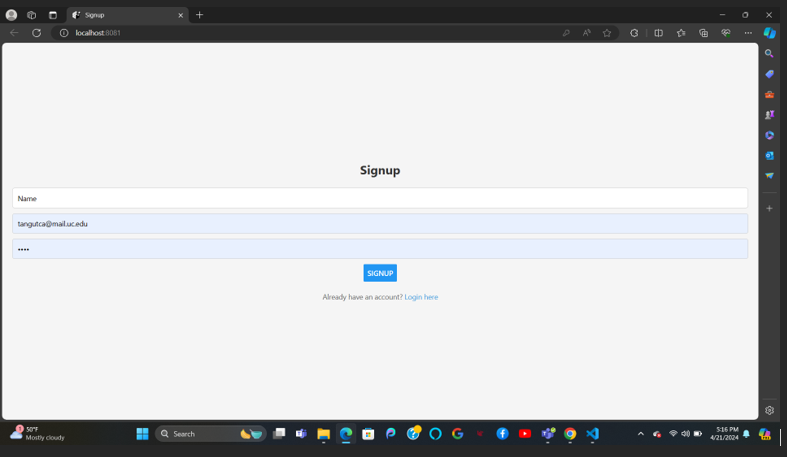 Signup
localhost:8081
Signup
Name
tangutca@mail.uc.edu
••••
SIGNUP
Already have an account? Login here
50°F
Mostly cloudy
Search
5:16 PM
4/21/2024